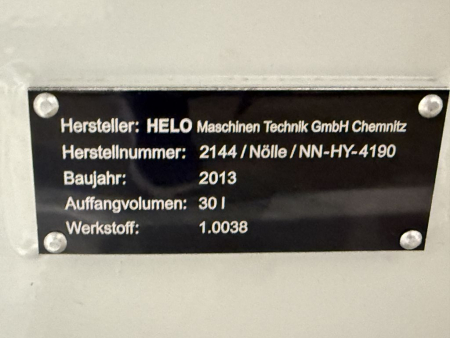 Hersteller: HELO Maschinen Technik GmbH Chemnitz
Herstellnummer: 2144 / Nölle / NN-HY-4190
Baujahr: 2013
Auffangvolumen: 30 l
Werkstoff: 1.0038